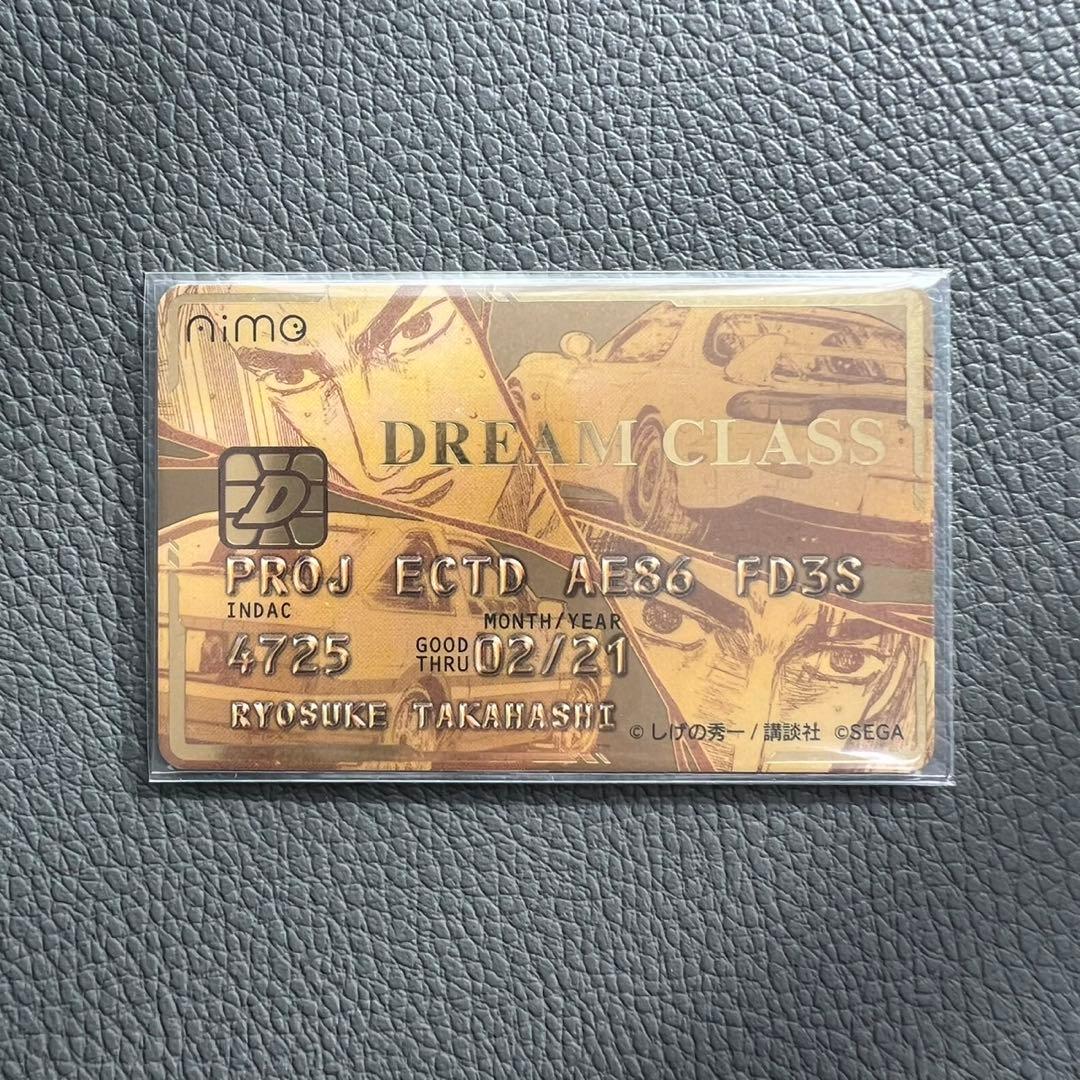 nimo
DREAM CLASS
D
PROJ ECTD AE86 FD3S
INDAC
MONTH/YEAR
4725 GOOD THRU 02/21
RYOSUKE TAKAHASHI
©しげの秀一/講談社 ©SEGA